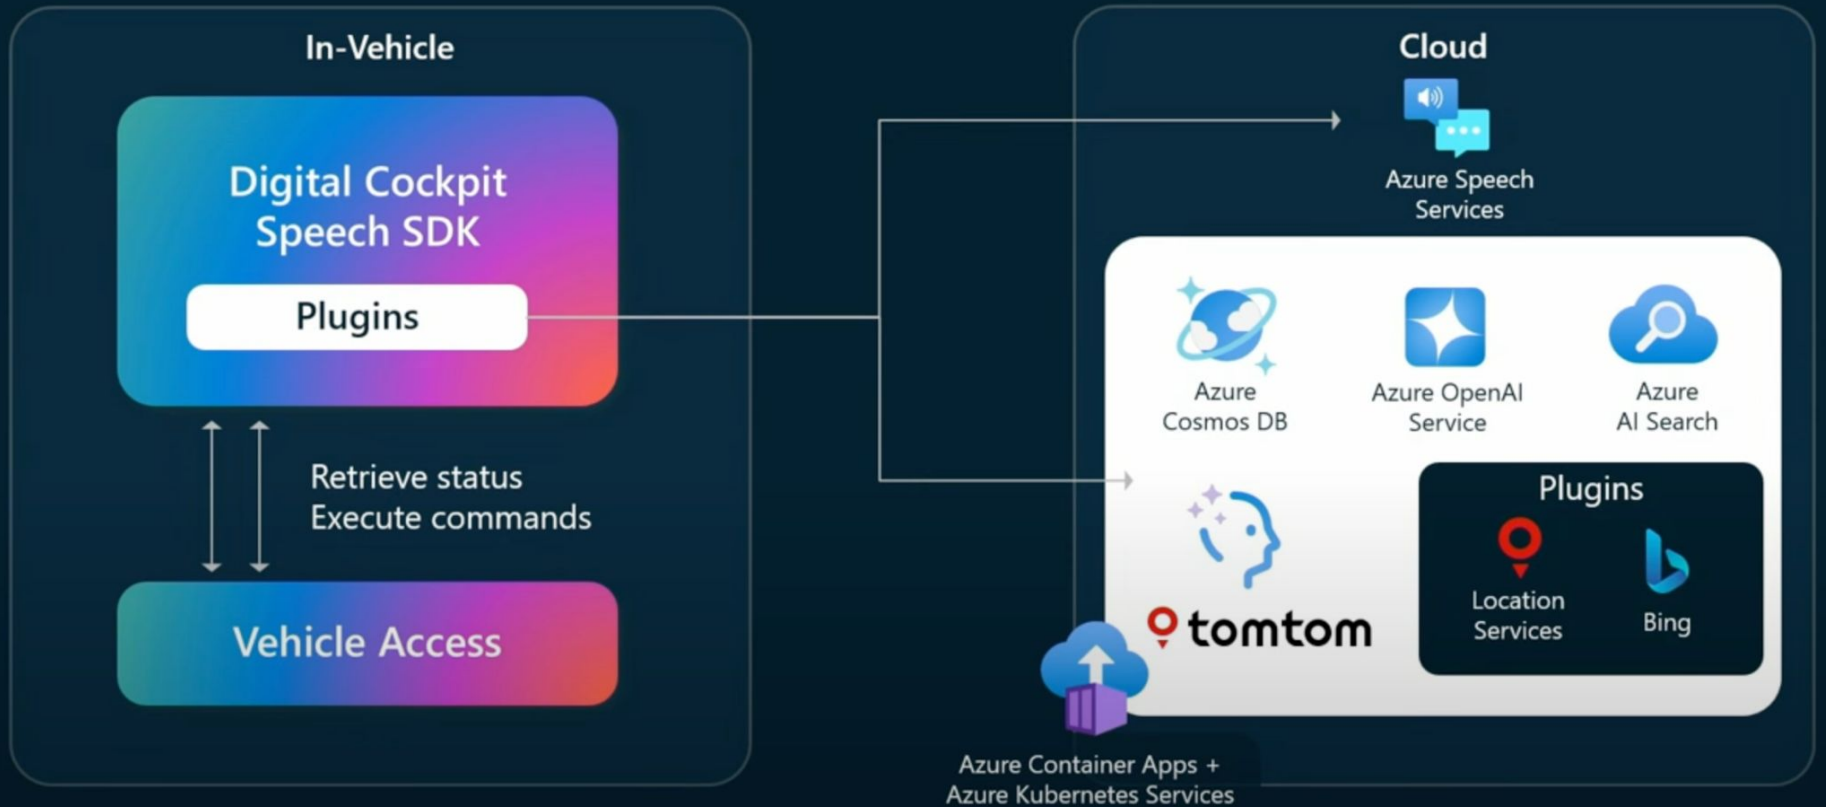 In-Vehicle
Digital Cockpit
Speech SDK
Plugins
Retrieve status
Execute commands
Vehicle Access
Cloud
Azure Speech
Services
Azure
Cosmos DB
Azure OpenAI
Service
Azure
AI Search
tomtom
Plugins
Location
Services
Bing
Azure Container Apps +
Azure Kubernetes Services